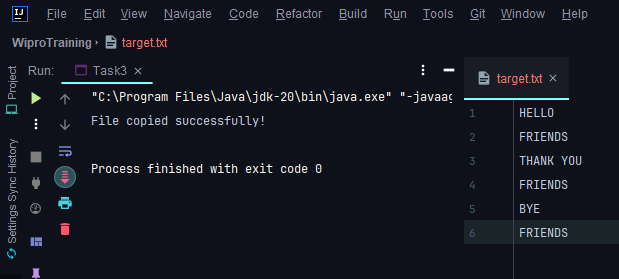 IJ File Edit View Navigate Code Refactor Build Run Tools Git Window Help
WiproTraining › target.txt
Project
Settings Sync History
Run: Task3
"C:\Program Files\Java\jdk-20\bin\java.exe" "-javaag
File copied successfully!
Process finished with exit code 0
target.txt
1 HELLO
2 FRIENDS
3 THANK YOU
4 FRIENDS
5 BYE
6 FRIENDS